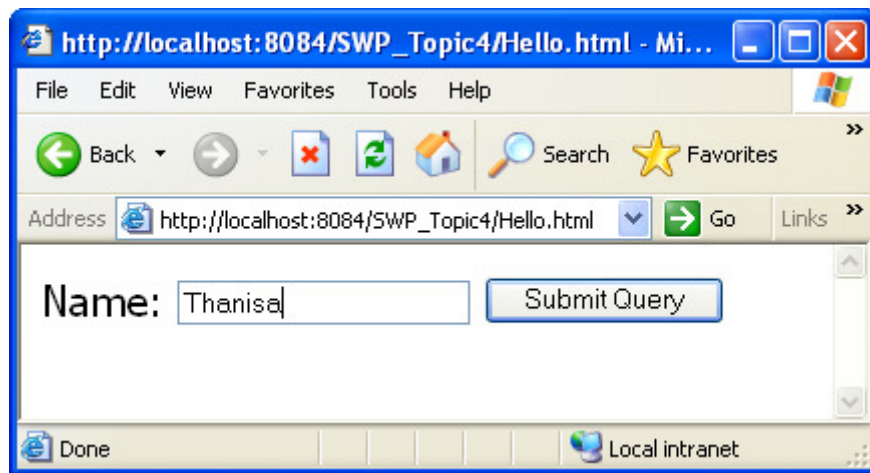 http://localhost:8084/SWP_Topic4/Hello.html - Mi...
File Edit View Favorites Tools Help
Back Search Favorites »
Address http://localhost:8084/SWP_Topic4/Hello.html Go Links »
Name: Thanisa Submit Query
Done Local intranet